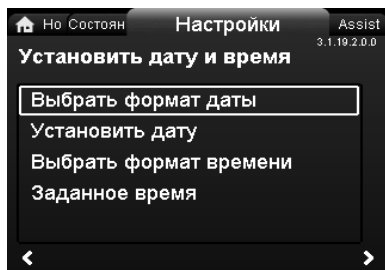 Но Состоян Настройки Assist
3.1.19.2.0.0
Установить дату и время
Выбрать формат даты
Установить дату
Выбрать формат времени
Заданное время